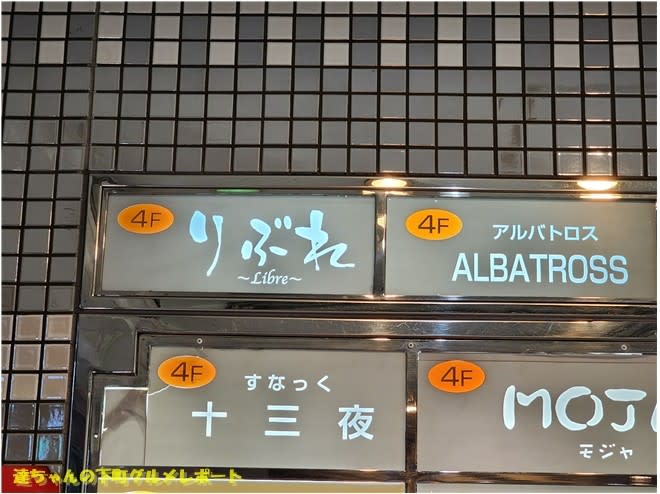 4F
りぶれ
~Libre~
4F
アルバトロス
ALBATROSS
4F
すなっく
十三夜
4F
MOJ
モジャ
達ちゃんの下町グルメレポート